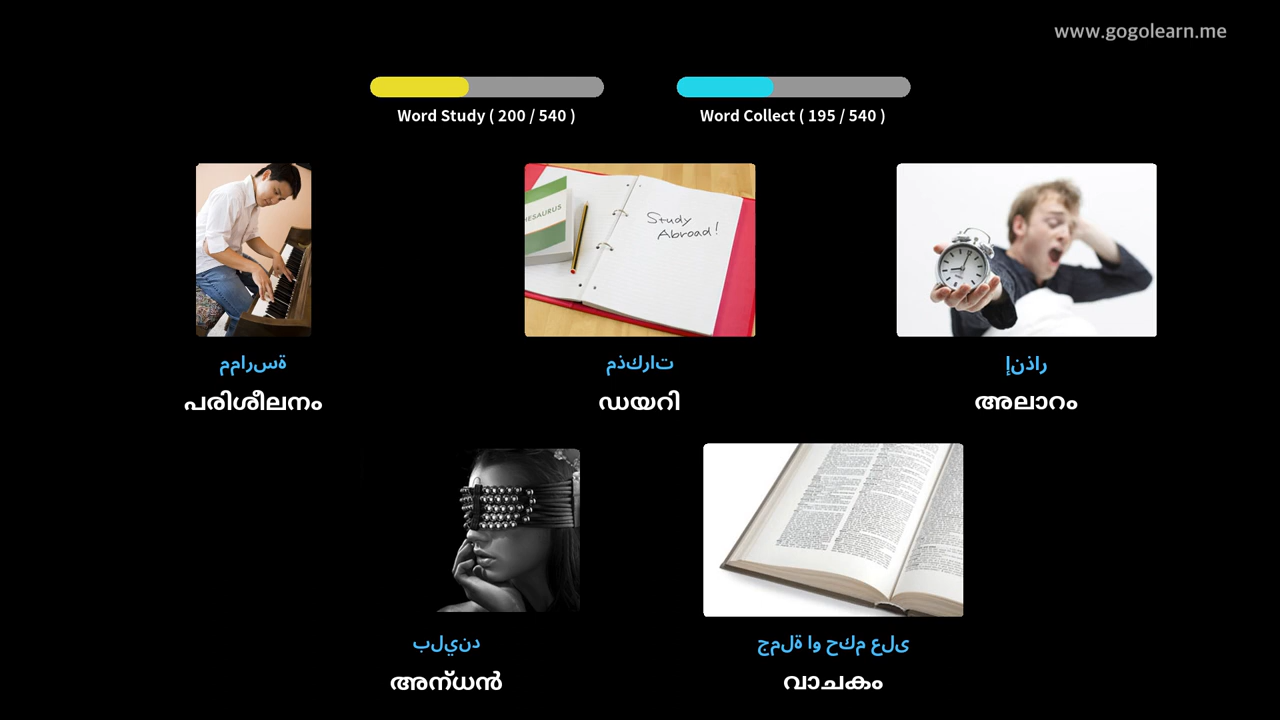 www.gogolearn.me
Word Study ( 200 / 540 )
Word Collect ( 195 / 540 )
THESAURUS
Study
Abroad!
ممارسة
പരിശീലനം
مذكرات
ഡയറി
إنذار
അലാറം
بليند
അന്ധൻ
جملة او حكم على
വാചകം